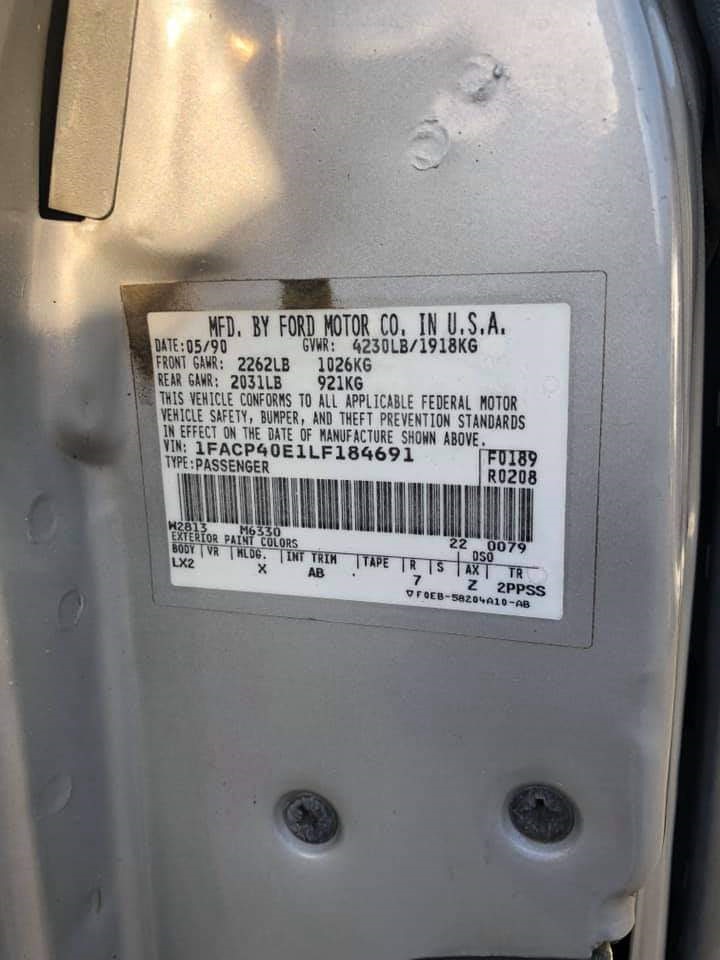 MFD. BY FORD MOTOR CO. IN U.S.A.
DATE:05/90 GVWR: 4230LB/1918KG
FRONT GAWR: 2262LB 1026KG
REAR GAWR: 2031LB 921KG
THIS VEHICLE CONFORMS TO ALL APPLICABLE FEDERAL MOTOR
VEHICLE SAFETY, BUMPER, AND THEFT PREVENTION STANDARDS
IN EFFECT ON THE DATE OF MANUFACTURE SHOWN ABOVE.
VIN: 1FACP40E1LF184691 F0189
TYPE:PASSENGER R0208
W2813 M6330 22 0079
EXTERIOR PAINT COLORS DSO
BODY VR MLDG. INT TRIM TAPE R S AX TR
LX2 X AB . 7 Z 2PPSS
▽F0EB-58204A10-AB